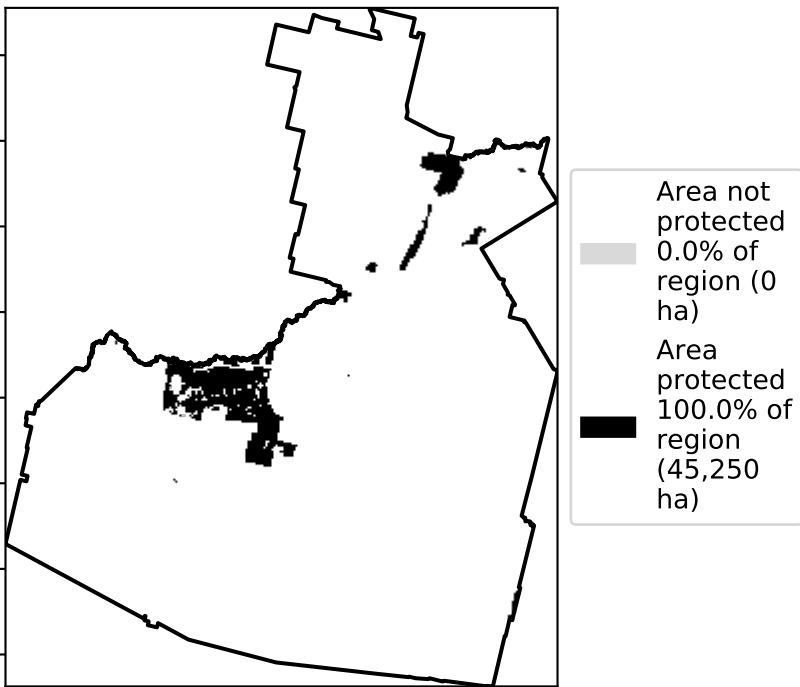 Area not
protected
0.0% of
region (0
ha)
Area
protected
100.0% of
region
(45,250
ha)